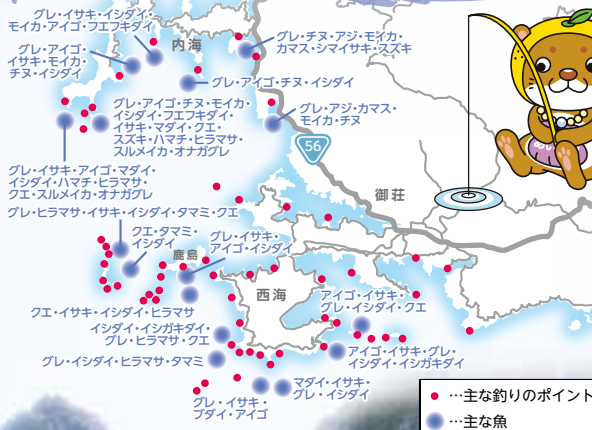 グレ・イサキ・イシダイ・
モイカ・アイゴ・フエフキダイ
グレ・アイゴ・
イサキ・モイカ・
チヌ・イシダイ
内海
グレ・チヌ・アジ・モイカ・
カマス・シマイサキ・スズキ
グレ・アイゴ・チヌ・イシダイ
グレ・アイゴ・チヌ・モイカ・
イシダイ・フエフキダイ・
イサキ・マダイ・クエ・
スズキ・ハマチ・ヒラマサ・
スルメイカ・オナガグレ
グレ・アジ・カマス・
モイカ・チヌ
56
グレ・イサキ・アイゴ・マダイ・
イシダイ・ハマチ・ヒラマサ・
クエ・スルメイカ・オナガグレ
御荘
グレ・ヒラマサ・イサキ・イシダイ・タマミ・クエ
クエ・タマミ・
イシダイ
鹿島
グレ・イサキ・
アイゴ・イシダイ
西海
クエ・イサキ・イシダイ・ヒラマサ
アイゴ・イサキ・
グレ・イシダイ・クエ
イシダイ・イシガキダイ・
グレ・ヒラマサ・クエ
グレ・イシダイ・ヒラマサ・タマミ
アイゴ・イサキ・グレ・
イシダイ・イシガキダイ
マダイ・イサキ・
グレ・イシダイ
グレ・イサキ・
ブダイ・アイゴ
…主な釣りのポイント
…主な魚